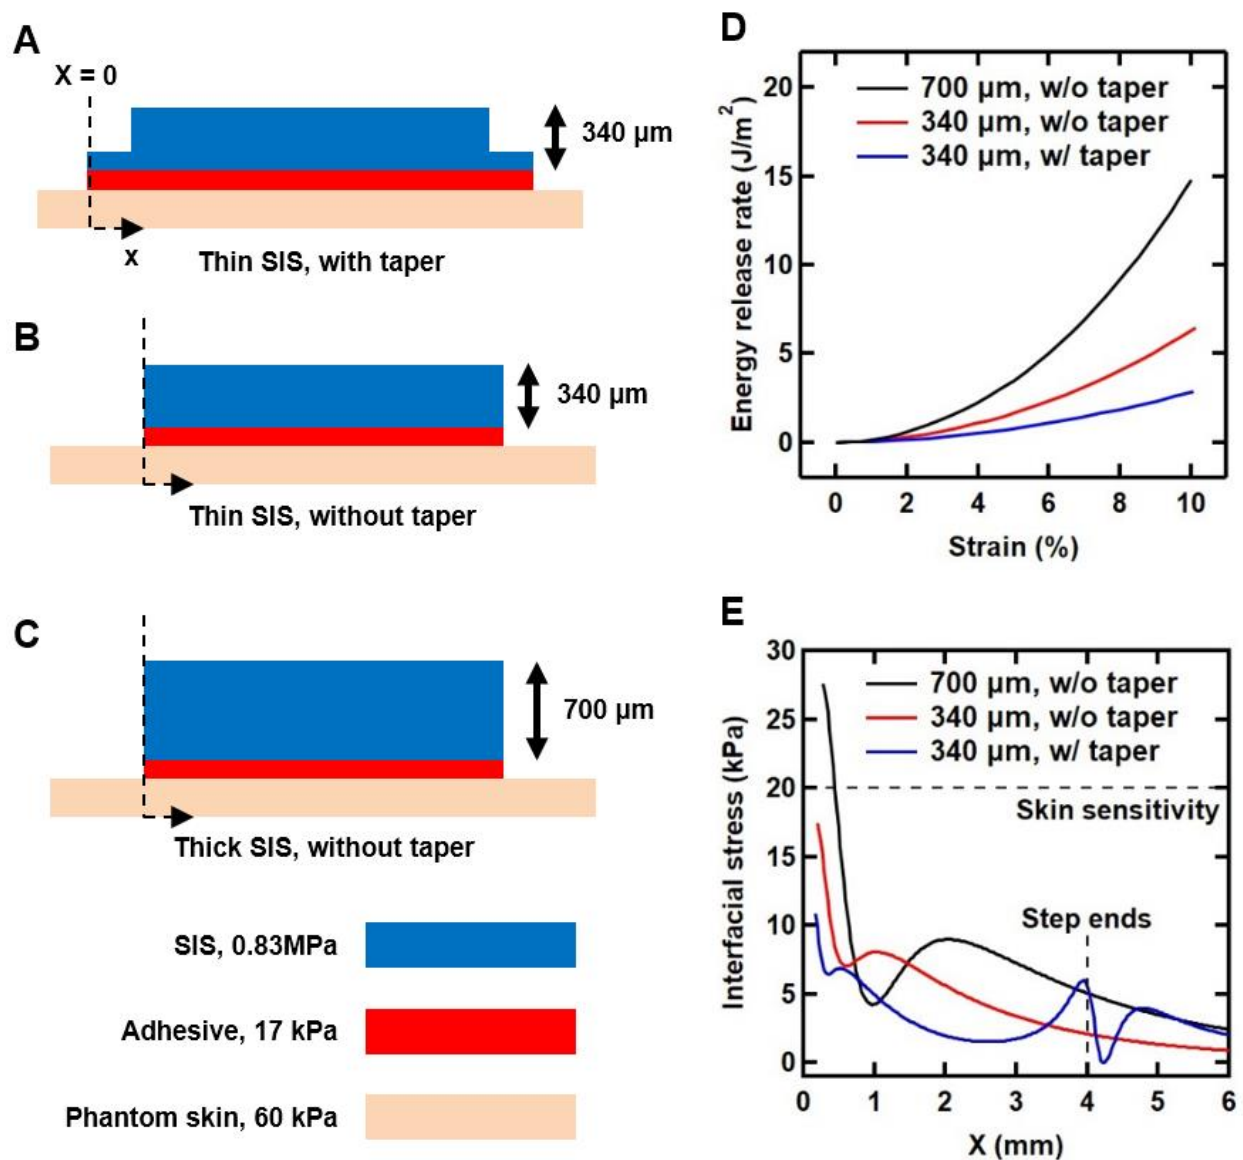 A
X = 0
340 µm
x
Thin SIS, with taper
B
340 µm
Thin SIS, without taper
C
700 µm
Thick SIS, without taper
SIS, 0.83MPa
Adhesive, 17 kPa
Phantom skin, 60 kPa
D
Energy release rate (J/m²)
20
15
10
5
0
700 µm, w/o taper
340 µm, w/o taper
340 µm, w/ taper
0 2 4 6 8 10
Strain (%)
E
Interfacial stress (kPa)
30
25
20
15
10
5
0
700 µm, w/o taper
340 µm, w/o taper
340 µm, w/ taper
Skin sensitivity
Step ends
0 1 2 3 4 5 6
X (mm)